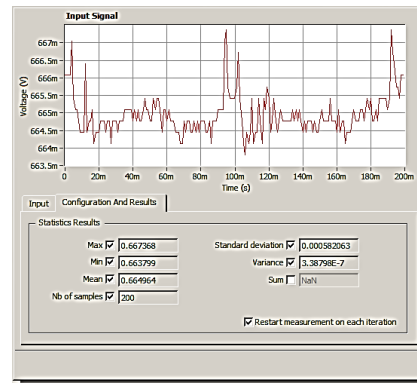 Input Signal
667m
666.5m
666m
665.5m
665m
664.5m
664m
663.5m
Voltage (V)
0 20m 40m 60m 80m 100m 120m 140m 160m 180m 200m
Time (s)
Input Configuration And Results
Statistics Results
Max 0.667368 Standard deviation 0.000582063
Min 0.663799 Variance 3.38798E-7
Mean 0.664964 Sum NaN
Nb of samples 200
Restart measurement on each iteration